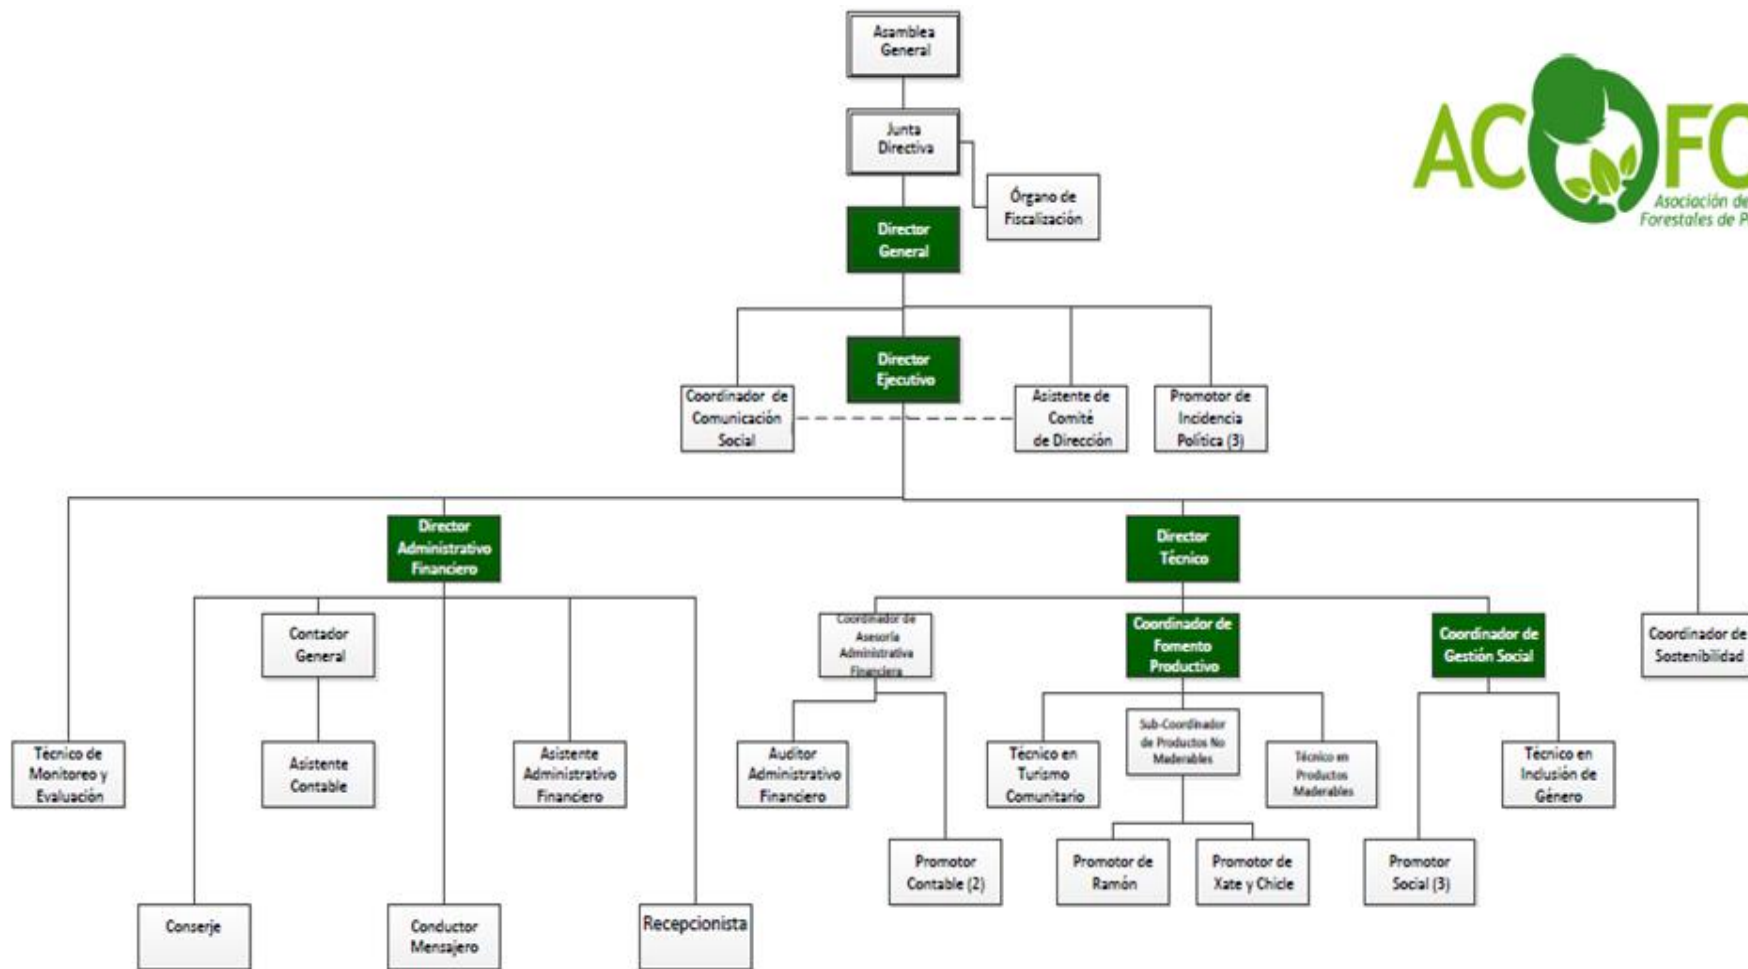 Asamblea
General
Junta
Directiva
Órgano de
Fiscalización
Director
General
ACOFO
Asociación de
Forestales de P
Director
Ejecutivo
Coordinador de
Comunicación
Social
Asistente de
Comité
de Dirección
Promotor de
Incidencia
Política (3)
Director
Administrativo
Financiero
Director
Técnico
Contador
General
Coordinador de
Asesoría
Administrativa
Financiera
Coordinador de
Fomento
Productivo
Coordinador de
Gestión Social
Coordinador de
Sostenibilidad
Técnico de
Monitoreo y
Evaluación
Asistente
Contable
Asistente
Administrativo
Financiero
Auditor
Administrativo
Financiero
Técnico en
Turismo
Comunitario
Sub-Coordinador
de Productos No
Maderables
Técnico en
Productos
Maderables
Técnico en
Inclusión de
Género
Promotor
Contable (2)
Promotor de
Ramón
Promotor de
Xate y Chicle
Promotor
Social (3)
Conserje
Conductor
Mensajero
Recepcionista